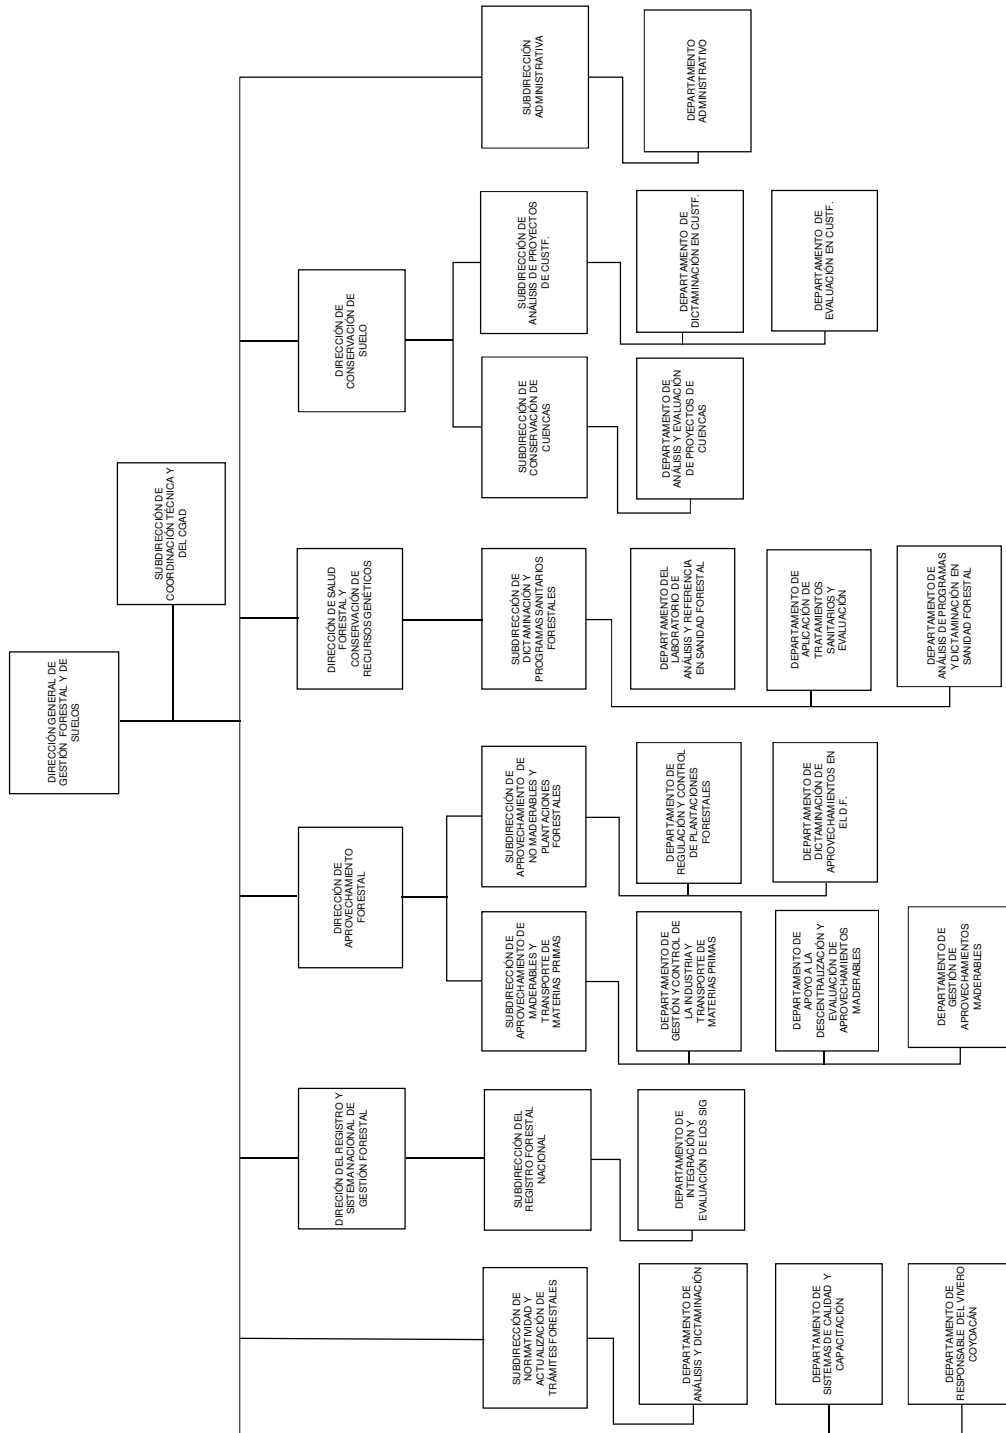 DIRECCIÓN GENERAL DE
GESTIÓN FORESTAL Y DE
SUELOS
SUBDIRECCIÓN DE
COORDINACIÓN TÉCNICA Y
DEL CGAD
SUBDIRECCIÓN DE
NORMATIVIDAD Y
ACTUALIZACIÓN DE
TRÁMITES FORESTALES
DEPARTAMENTO DE
ANÁLISIS Y DICTAMINACIÓN
DEPARTAMENTO DE
SISTEMAS DE CALIDAD Y
CAPACITACIÓN
DEPARTAMENTO DE
RESPONSABLE DEL VIVERO
COYOACÁN
DIRECIÓN DEL REGISTRO Y
SISTEMA NACIONAL DE
GESTIÓN FORESTAL
SUBDIRECCIÓN DEL
REGISTRO FORESTAL
NACIONAL
DEPARTAMENTO DE
INTEGRACIÓN Y
EVALUACIÓN DE LOS SIG
DIRECCIÓN DE
APROVECHAMIENTO
FORESTAL
SUBDIRECCIÓN DE
APROVECHAMIENTO DE
MADERABLES Y
TRANSPORTE DE
MATERIAS PRIMAS
DEPARTAMENTO DE
GESTIÓN Y CONTROL DE
LA INDUSTRIA Y
TRANSPORTE DE
MATERIAS PRIMAS
DEPARTAMENTO DE
APOYO A LA
DESCENTRALIZACIÓN Y
EVALUACIÓN DE
APROVECHAMIENTOS
MADERABLES
DEPARTAMENTO DE
GESTIÓN DE
APROVECHAMIENTOS
MADERABLES
SUBDIRECCIÓN DE
APROVECHAMIENTO DE
NO MADERABLES Y
PLANTACIONES
FORESTALES
DEPARTAMENTO DE
REGULACIÓN Y CONTROL
DE PLANTACIONES
FORESTALES
DEPARTAMENTO DE
DICTAMINACIÓN DE
APROVECHAMIENTOS EN
EL D.F.
DIRECCIÓN DE SALUD
FORESTAL Y
CONSERVACIÓN DE
RECURSOS GENÉTICOS
SUBDIRECCIÓN DE
DICTAMINACIÓN Y
PROGRAMAS SANITARIOS
FORESTALES
DEPARTAMENTO DEL
LABORATORIO DE
ANÁLISIS Y REFERENCIA
EN SANIDAD FORESTAL
DEPARTAMENTO DE
APLICACIÓN DE
TRATAMIENTOS
SANITARIOS Y
EVALUACIÓN
DEPARTAMENTO DE
ANÁLISIS DE PROGRAMAS
Y DICTAMINACIÓN EN
SANIDAD FORESTAL
DIRECCIÓN DE
CONSERVACIÓN DE
SUELO
SUBDIRECCIÓN DE
CONSERVACIÓN DE
CUENCAS
DEPARTAMENTO DE
ANÁLISIS Y EVALUACIÓN
DE PROYECTOS DE
CUENCAS
SUBDIRECCIÓN DE
ANÁLISIS DE PROYECTOS
DE CUSTF.
DEPARTAMENTO DE
DICTAMINACIÓN EN CUSTF.
DEPARTAMENTO DE
EVALUACIÓN EN CUSTF.
SUBDIRECCIÓN
ADMINISTRATIVA
DEPARTAMENTO
ADMINISTRATIVO